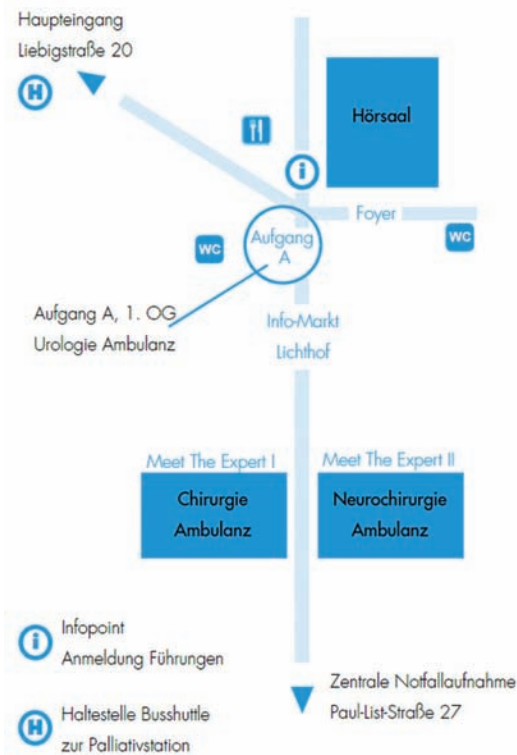 Haupteingang
Liebigstraße 20
H
Hörsaal
i
Foyer
WC
WC
Aufgang
A
Aufgang A, 1. OG
Urologie Ambulanz
Info-Markt
Lichthof
Meet The Expert I
Chirurgie
Ambulanz
Meet The Expert II
Neurochirurgie
Ambulanz
i
Infopoint
Anmeldung Führungen
H
Haltestelle Busshuttle
zur Palliativstation
Zentrale Notfallaufnahme
Paul-List-Straße 27